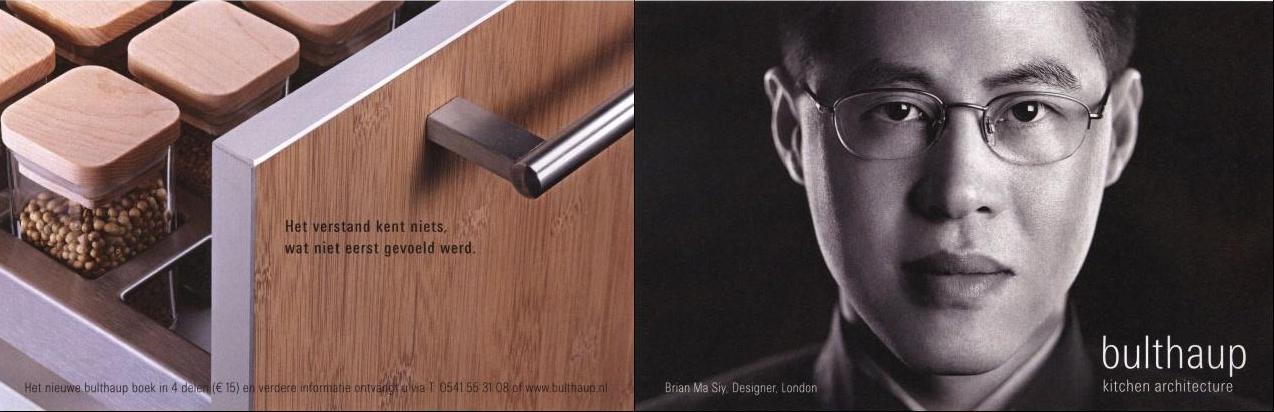 Het verstand kent niets,
wat niet eerst gevoeld werd.
Het nieuwe bulthaup boek in 4 delen (€ 15) en verdere informatie ontvangt u via T 0541 55 31 08 of www.bulthaup.nl
Brian Ma Siy, Designer, London
bulthaup
kitchen architecture